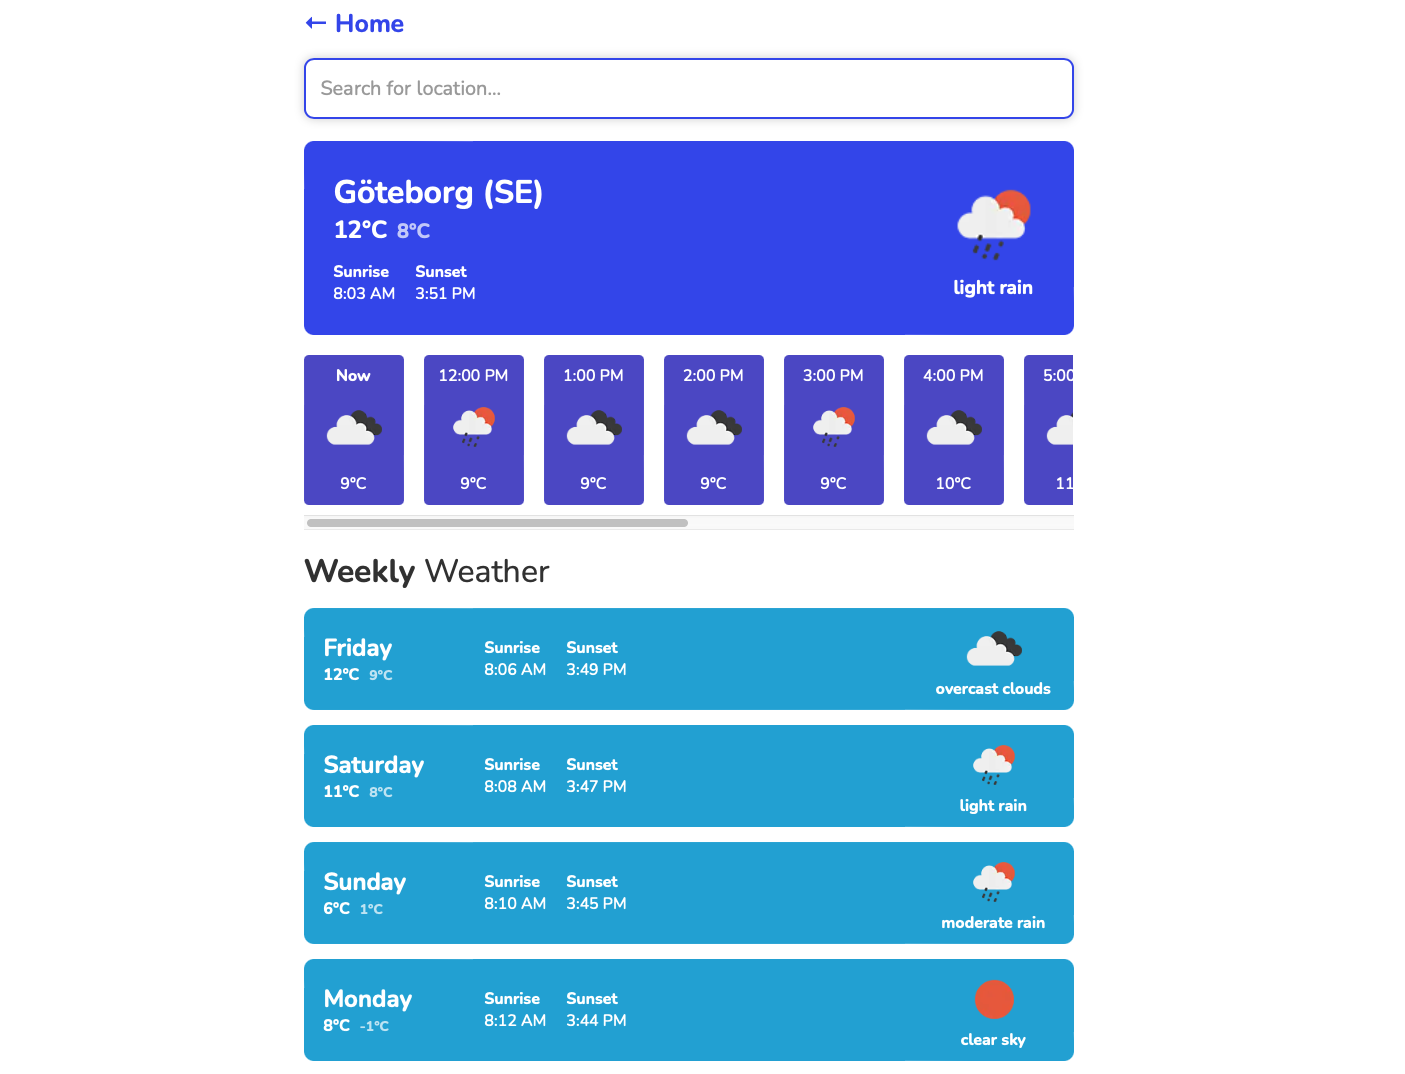 ← Home
Search for location...
Göteborg (SE)
12°C 8°C
Sunrise Sunset
8:03 AM 3:51 PM
light rain
Now 12:00 PM 1:00 PM 2:00 PM 3:00 PM 4:00 PM 5:00
9°C 9°C 9°C 9°C 9°C 10°C 11
Weekly Weather
Friday
12°C 9°C
Sunrise Sunset
8:06 AM 3:49 PM
overcast clouds
Saturday
11°C 8°C
Sunrise Sunset
8:08 AM 3:47 PM
light rain
Sunday
6°C 1°C
Sunrise Sunset
8:10 AM 3:45 PM
moderate rain
Monday
8°C -1°C
Sunrise Sunset
8:12 AM 3:44 PM
clear sky